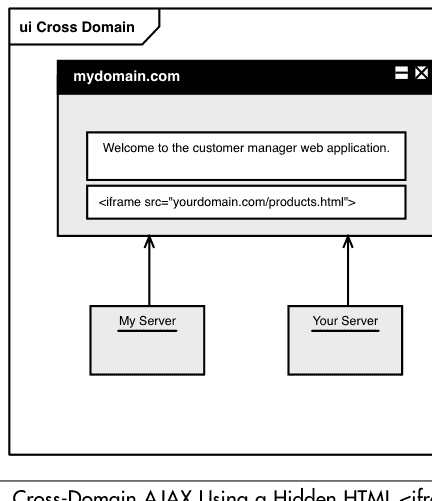 ui Cross Domain
mydomain.com
Welcome to the customer manager web application.
<iframe src="yourdomain.com/products.html">
My Server
Your Server
Cross-Domain AJAX Using a Hidden HTML <ifr